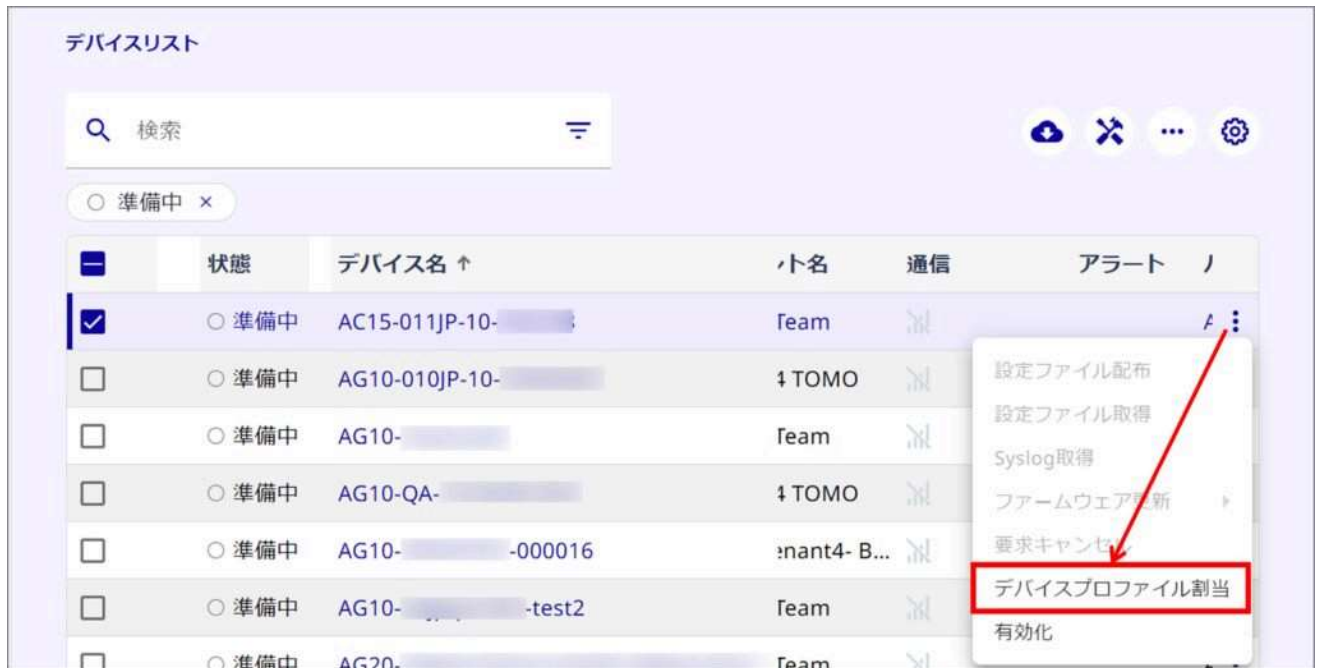 デバイスリスト
検索
準備中 ×
状態 デバイス名 ↑ ト名 通信 アラート
準備中 AC15-011JP-10- Team
準備中 AG10-010JP-10- 4 TOMO
準備中 AG10- Team
準備中 AG10-QA- 4 TOMO
準備中 AG10- -000016 enant4- B...
準備中 AG10- -test2 Team
準備中 AG20- Team
設定ファイル配布
設定ファイル取得
Syslog取得
ファームウェア更新
要求キャンセル
デバイスプロファイル割当
有効化